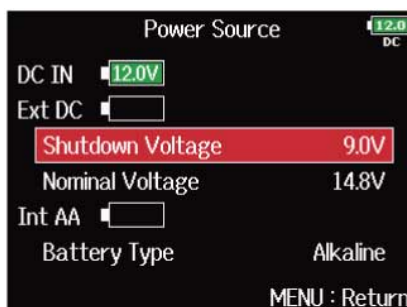 Power Source
12.0
DC
DC IN 12.0V
Ext DC
Shutdown Voltage 9.0V
Nominal Voltage 14.8V
Int AA
Battery Type Alkaline
MENU : Return